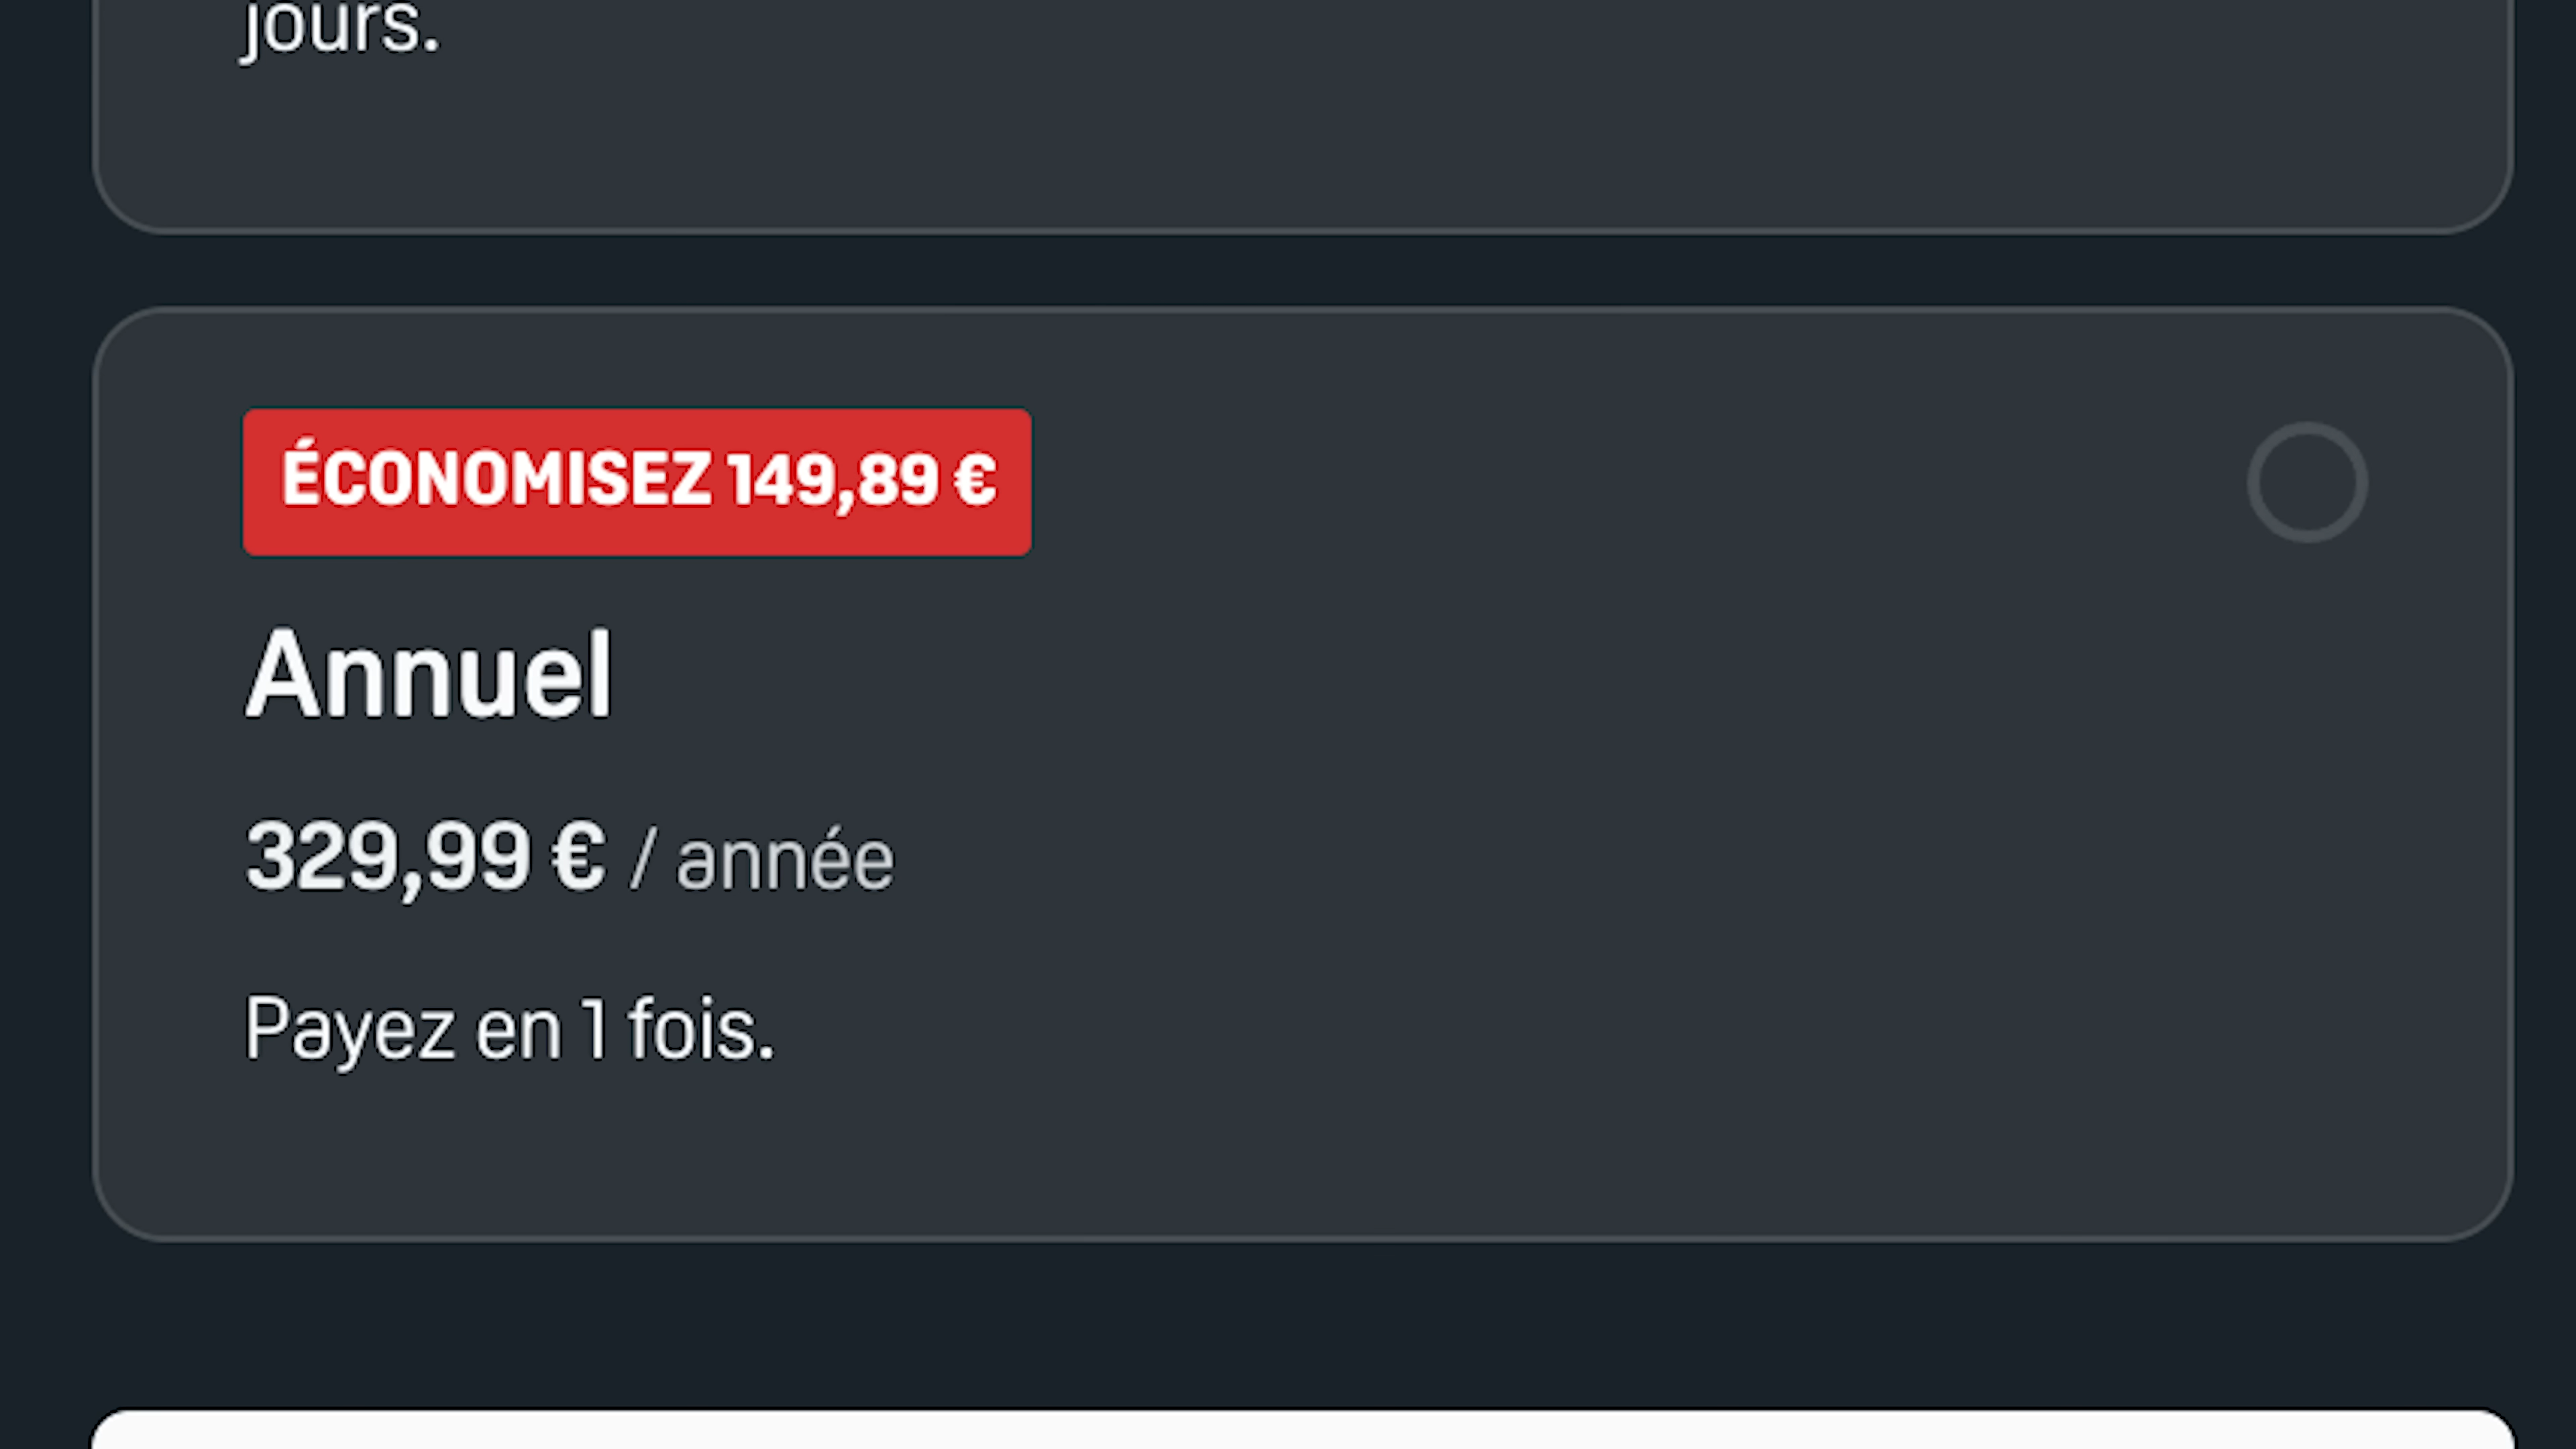 jours.
ÉCONOMISEZ 149,89 €
Annuel
329,99 € / année
Payez en 1 fois.